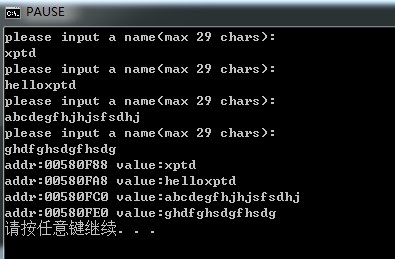 PAUSE
please input a name(max 29 chars):
xptd
please input a name(max 29 chars):
helloxptd
please input a name(max 29 chars):
abcdegfhjhjsfsdhj
please input a name(max 29 chars):
ghdfghsdgfhsdg
addr:00580F88 value:xptd
addr:00580FA8 value:helloxptd
addr:00580FC0 value:abcdegfhjhjsfsdhj
addr:00580FE0 value:ghdfghsdgfhsdg
请按任意键继续. . .